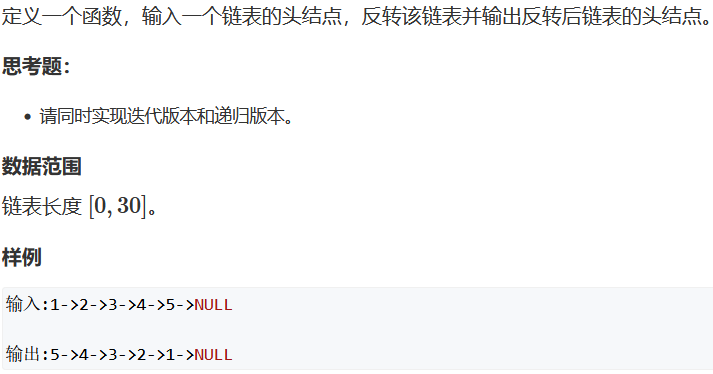 定义一个函数，输入一个链表的头结点，反转该链表并输出反转后链表的头结点。
思考题：
• 请同时实现迭代版本和递归版本。
数据范围
链表长度 [0, 30]。
样例
输入:1->2->3->4->5->NULL
输出:5->4->3->2->1->NULL